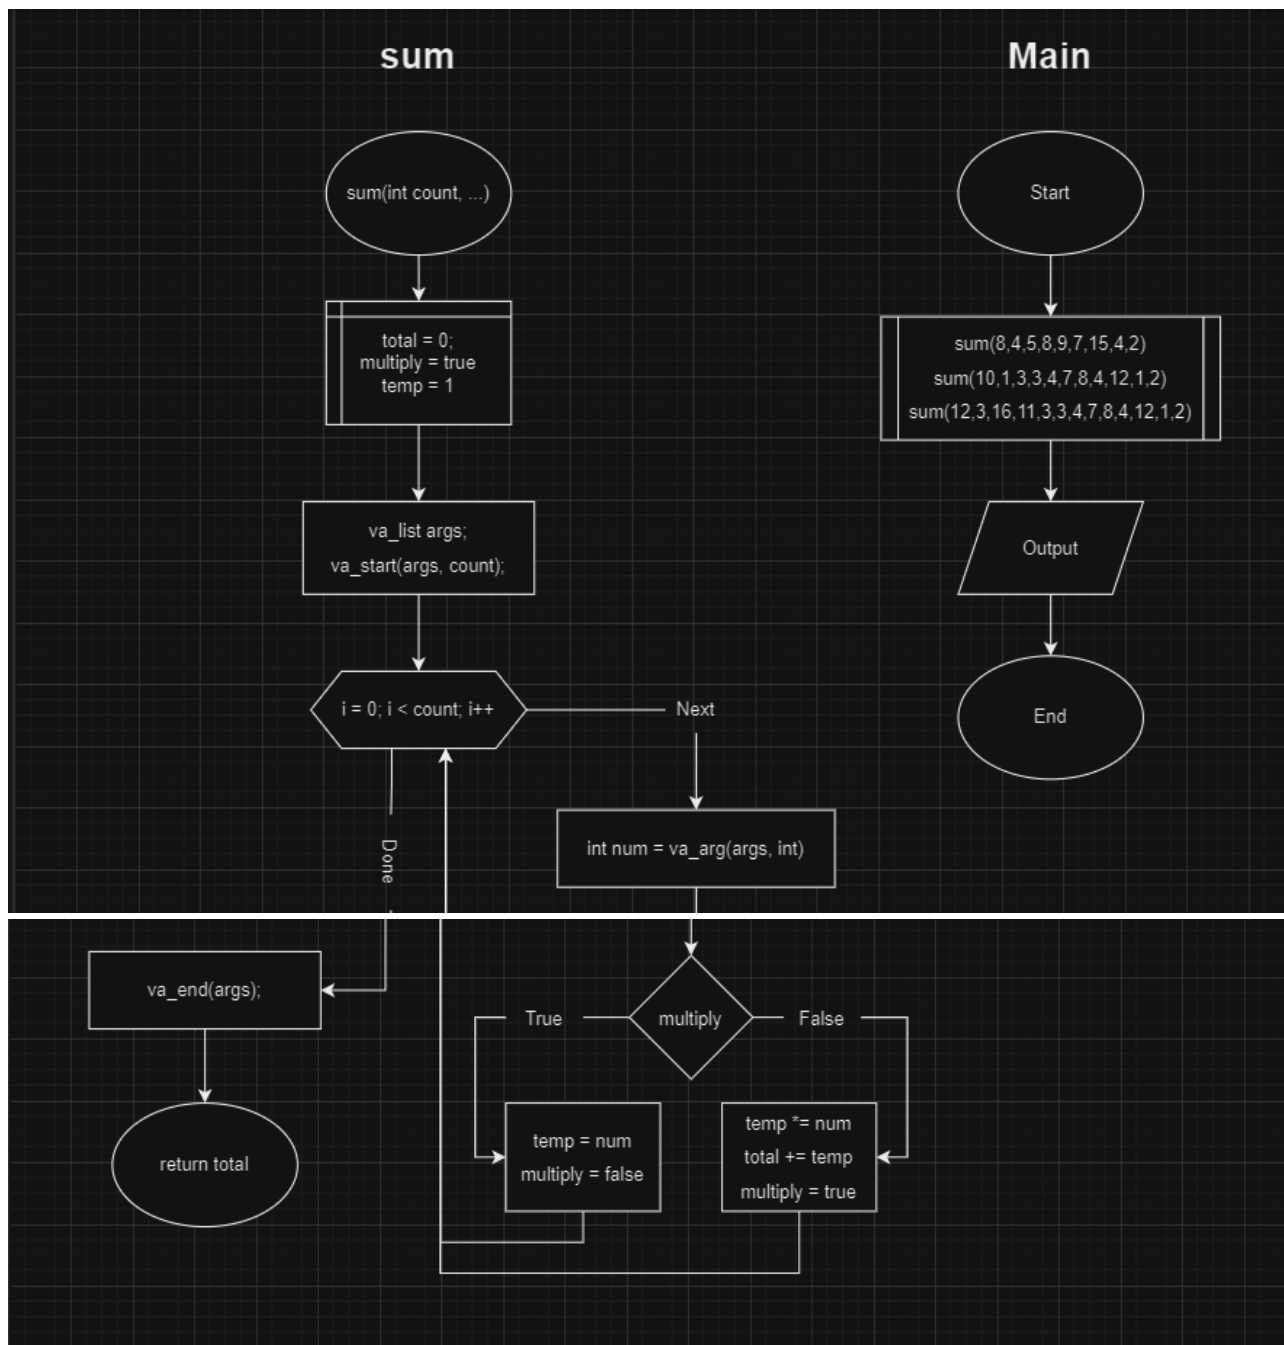 sum
Main
sum(int count, ...)
Start
total = 0;
multiply = true
temp = 1
sum(8,4,5,8,9,7,15,4,2)
sum(10,1,3,3,4,7,8,4,12,1,2)
sum(12,3,16,11,3,3,4,7,8,4,12,1,2)
va_list args;
va_start(args, count);
Output
i = 0; i < count; i++
Next
End
Done
int num = va_arg(args, int)
va_end(args);
True
multiply
False
return total
temp = num
multiply = false
temp *= num
total += temp
multiply = true